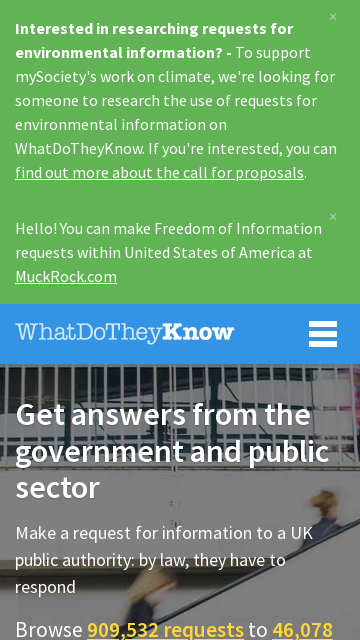 ×
Interested in researching requests for
environmental information? - To support
mySociety's work on climate, we're looking for
someone to research the use of requests for
environmental information on
WhatDoTheyKnow. If you're interested, you can
find out more about the call for proposals.
×
Hello! You can make Freedom of Information
requests within United States of America at
MuckRock.com
WhatDoTheyKnow
Get answers from the
government and public
sector
Make a request for information to a UK
public authority: by law, they have to
respond
Browse 909,532 requests to 46,078